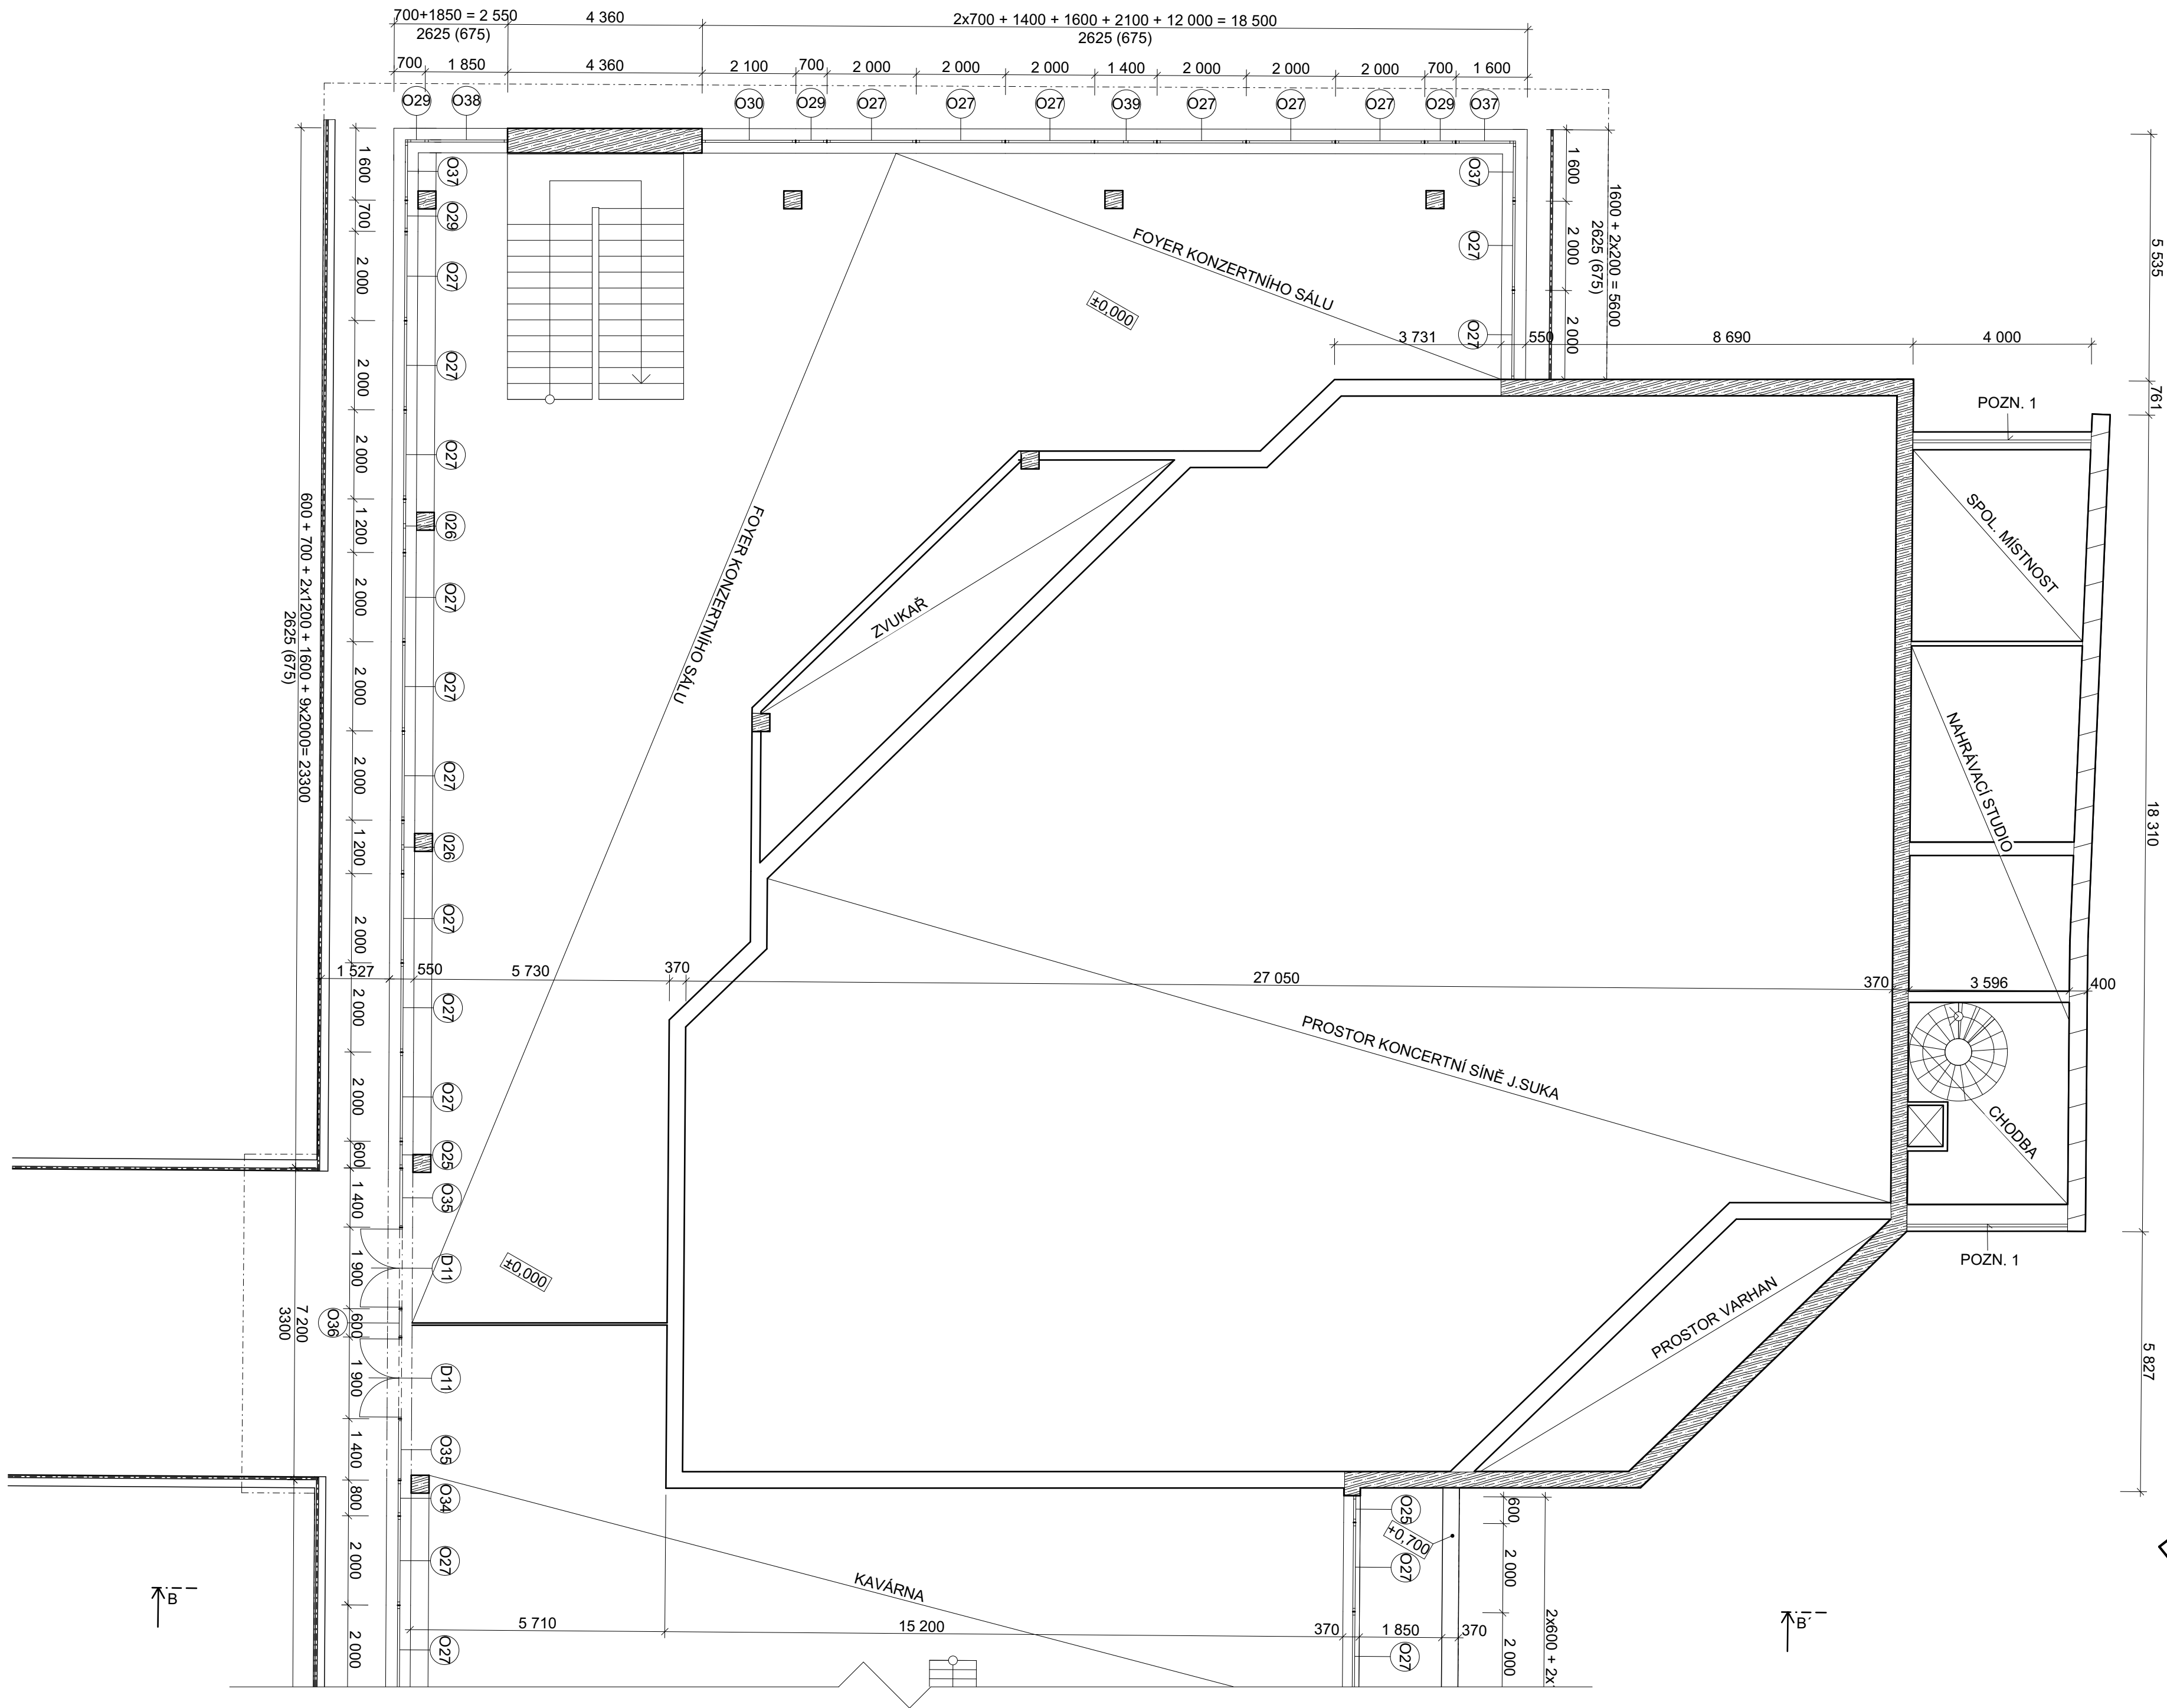 700+1850 = 2 550
2625 (675)
4 360
2x700 + 1400 + 1600 + 2100 + 12 000 = 18 500
2625 (675)
700
1 850
4 360
2 100
700
2 000
2 000
2 000
1 400
2 000
2 000
2 000
700
1 600
O29
O38
O30
O29
O27
O27
O27
O39
O27
O27
O27
O29
O37
1 600
700
2 000
2 000
2 000
1 200
2 000
2 000
2 000
1 200
2 000
2 000
2 000
600
1 400
1 900
600
1 900
1 400
800
2 000
2 000
600 + 700 + 2x1200 + 1600 + 9x2000= 23300
2625 (675)
7 200
3300
O37
O29
O27
O27
O27
026
O27
O27
O27
026
O27
O27
O27
O25
O35
D11
O36
D11
O35
O34
O27
O27
O37
O27
O27
1 600
2 000
2 000
1600 + 2x200 = 5600
2625 (675)
5 535
761
18 310
5 827
FOYER KONZERTNÍHO SÁLU
±0,000
3 731
550
8 690
4 000
POZN. 1
SPOL. MÍSTNOST
ZVUKAŘ
FOYER KONZERTNÍHO SÁLU
NAHRÁVACÍ STUDIO
1 527
550
5 730
370
27 050
370
3 596
400
PROSTOR KONCERTNÍ SÍNĚ J.SUKA
CHODBA
POZN. 1
±0,000
PROSTOR VARHAN
KAVÁRNA
O25
+0,700
O27
O27
600
2 000
2 000
2x600 + 2x
5 710
15 200
370
1 850
370
B
B´